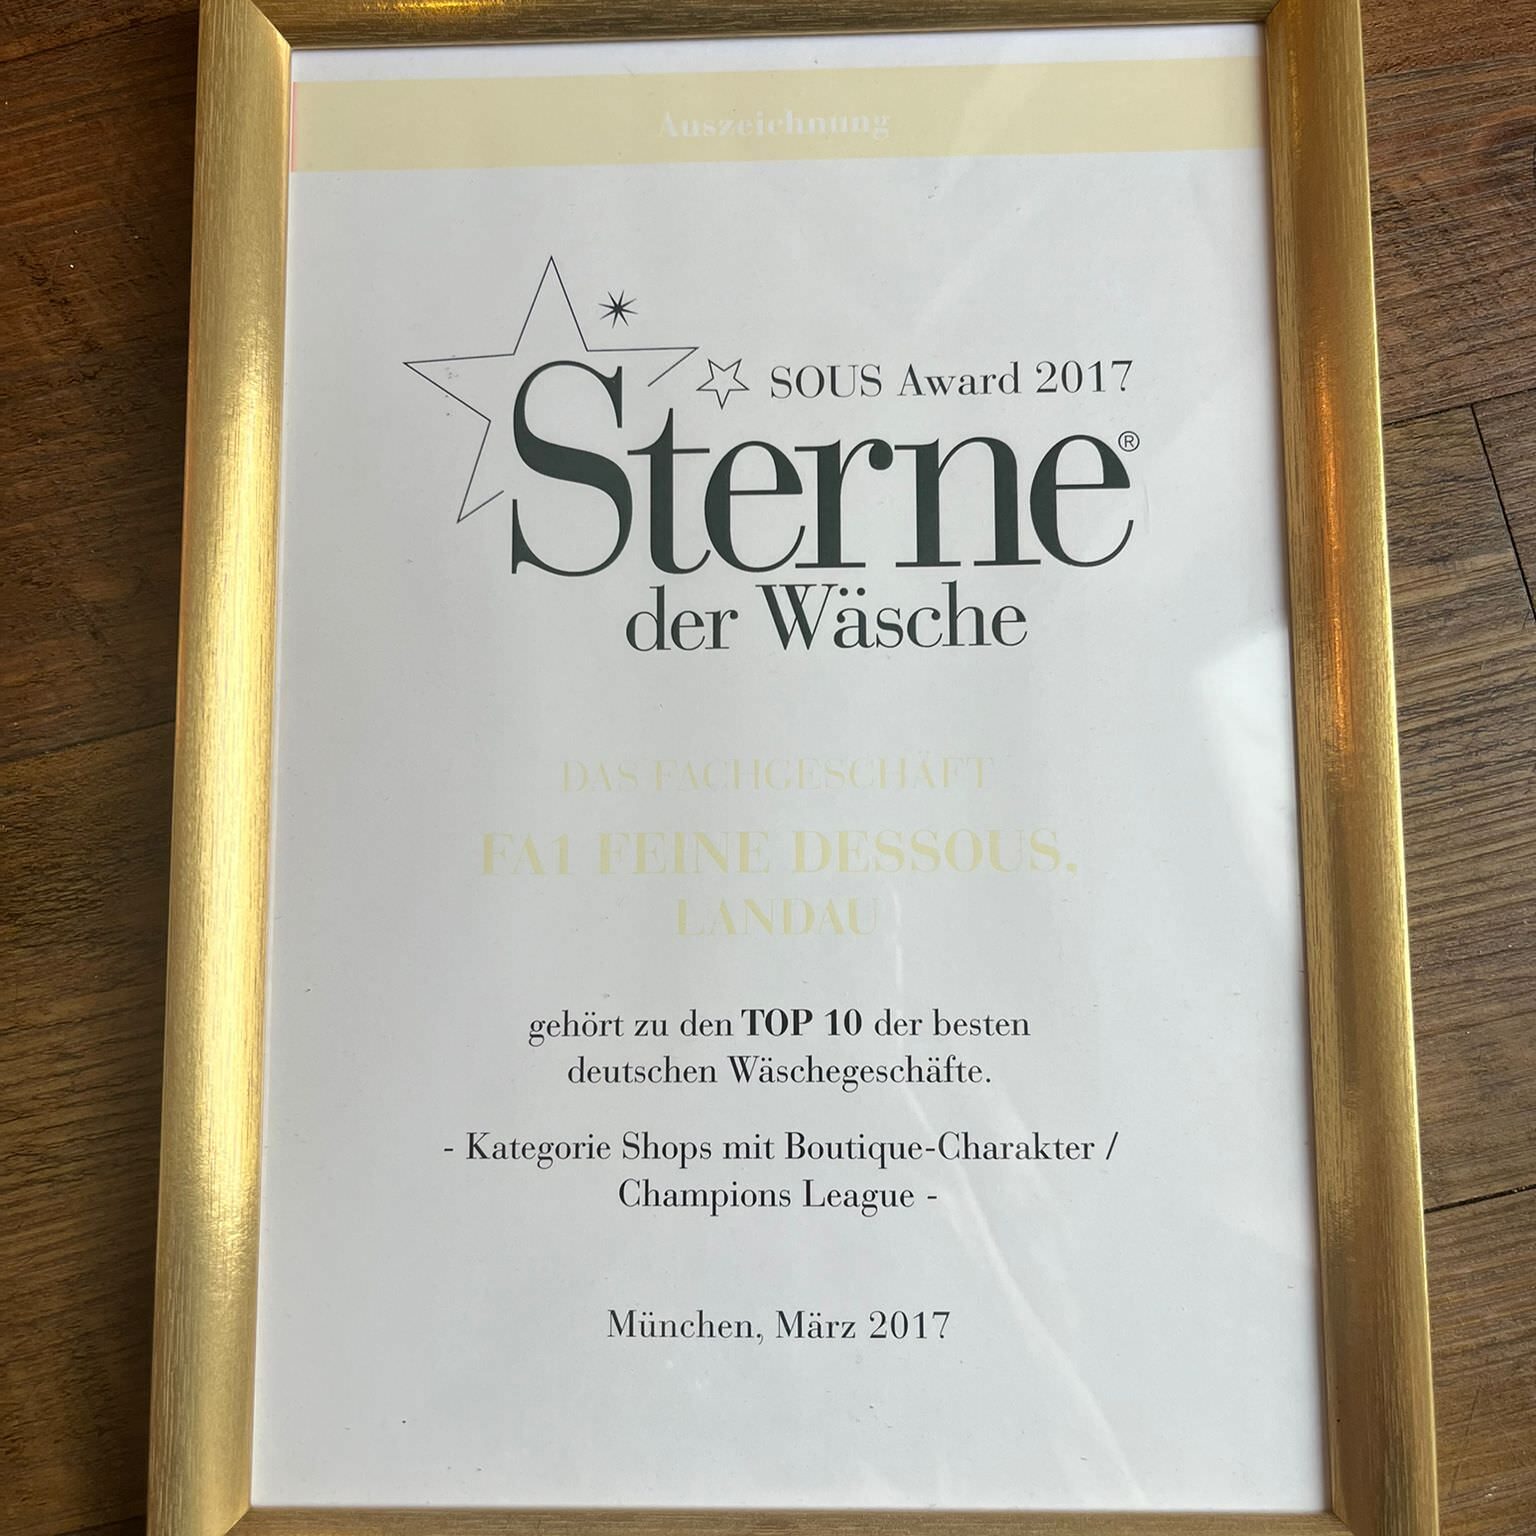 Auszeichnung
SOUS Award 2017
Sterne®
der Wäsche
DAS FACHGESCHÄFT
FA1 FEINE DESSOUS,
LANDAU
gehört zu den TOP 10 der besten
deutschen Wäschegeschäfte.
- Kategorie Shops mit Boutique-Charakter /
Champions League -
München, März 2017